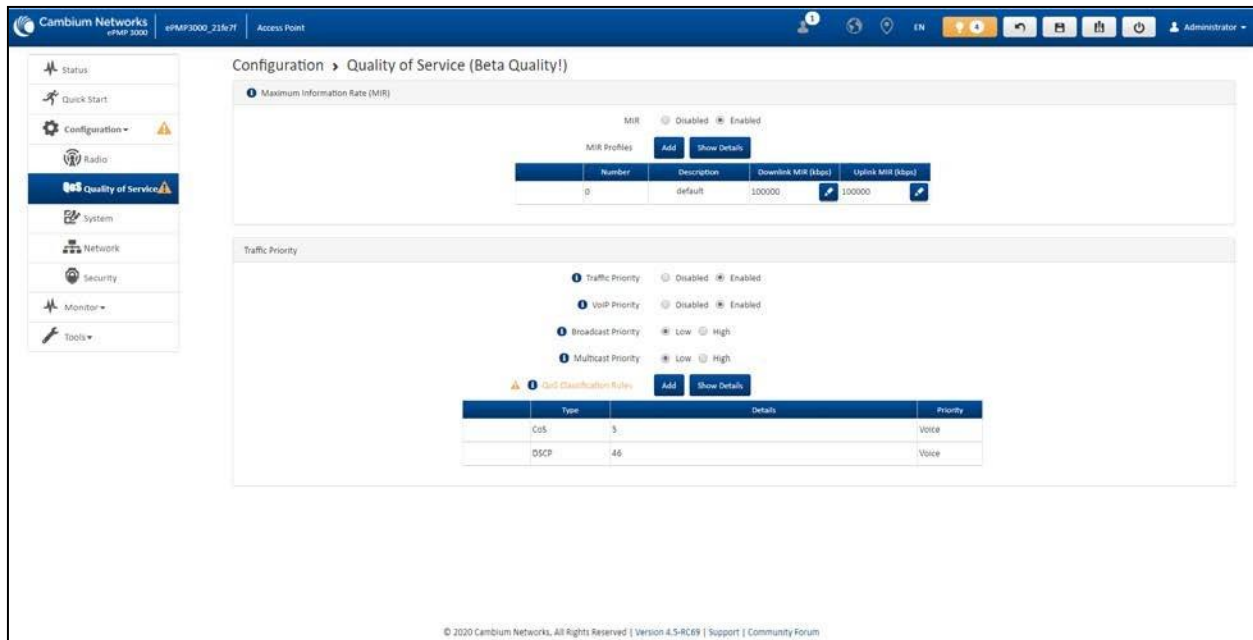 Cambium Networks
ePMP 3000
ePMP3000_21fe7f
Access Point
1
EN
4
Administrator
Status
Quick Start
Configuration
Radio
QoS Quality of Service
System
Network
Security
Monitor
Tools
Configuration > Quality of Service (Beta Quality!)
Maximum Information Rate (MIR)
MIR Disabled Enabled
MIR Profiles Add Show Details
Number Description Downlink MIR (kbps) Uplink MIR (kbps)
0 default 100000 100000
Traffic Priority
Traffic Priority Disabled Enabled
VoIP Priority Disabled Enabled
Broadcast Priority Low High
Multicast Priority Low High
QoS Classification Rules Add Show Details
Type Details Priority
CoS 5 Voice
DSCP 46 Voice
© 2020 Cambium Networks, All Rights Reserved | Version 4.5-RC69 | Support | Community Forum